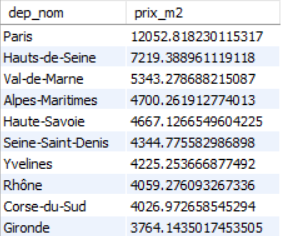 dep_nom prix_m2
Paris 12052.818230115317
Hauts-de-Seine 7219.388961119118
Val-de-Marne 5343.278688215087
Alpes-Maritimes 4700.261912774013
Haute-Savoie 4667.1266549604225
Seine-Saint-Denis 4344.775582986898
Yvelines 4225.253666877492
Rhône 4059.276093267336
Corse-du-Sud 4026.972658545294
Gironde 3764.1435017453505